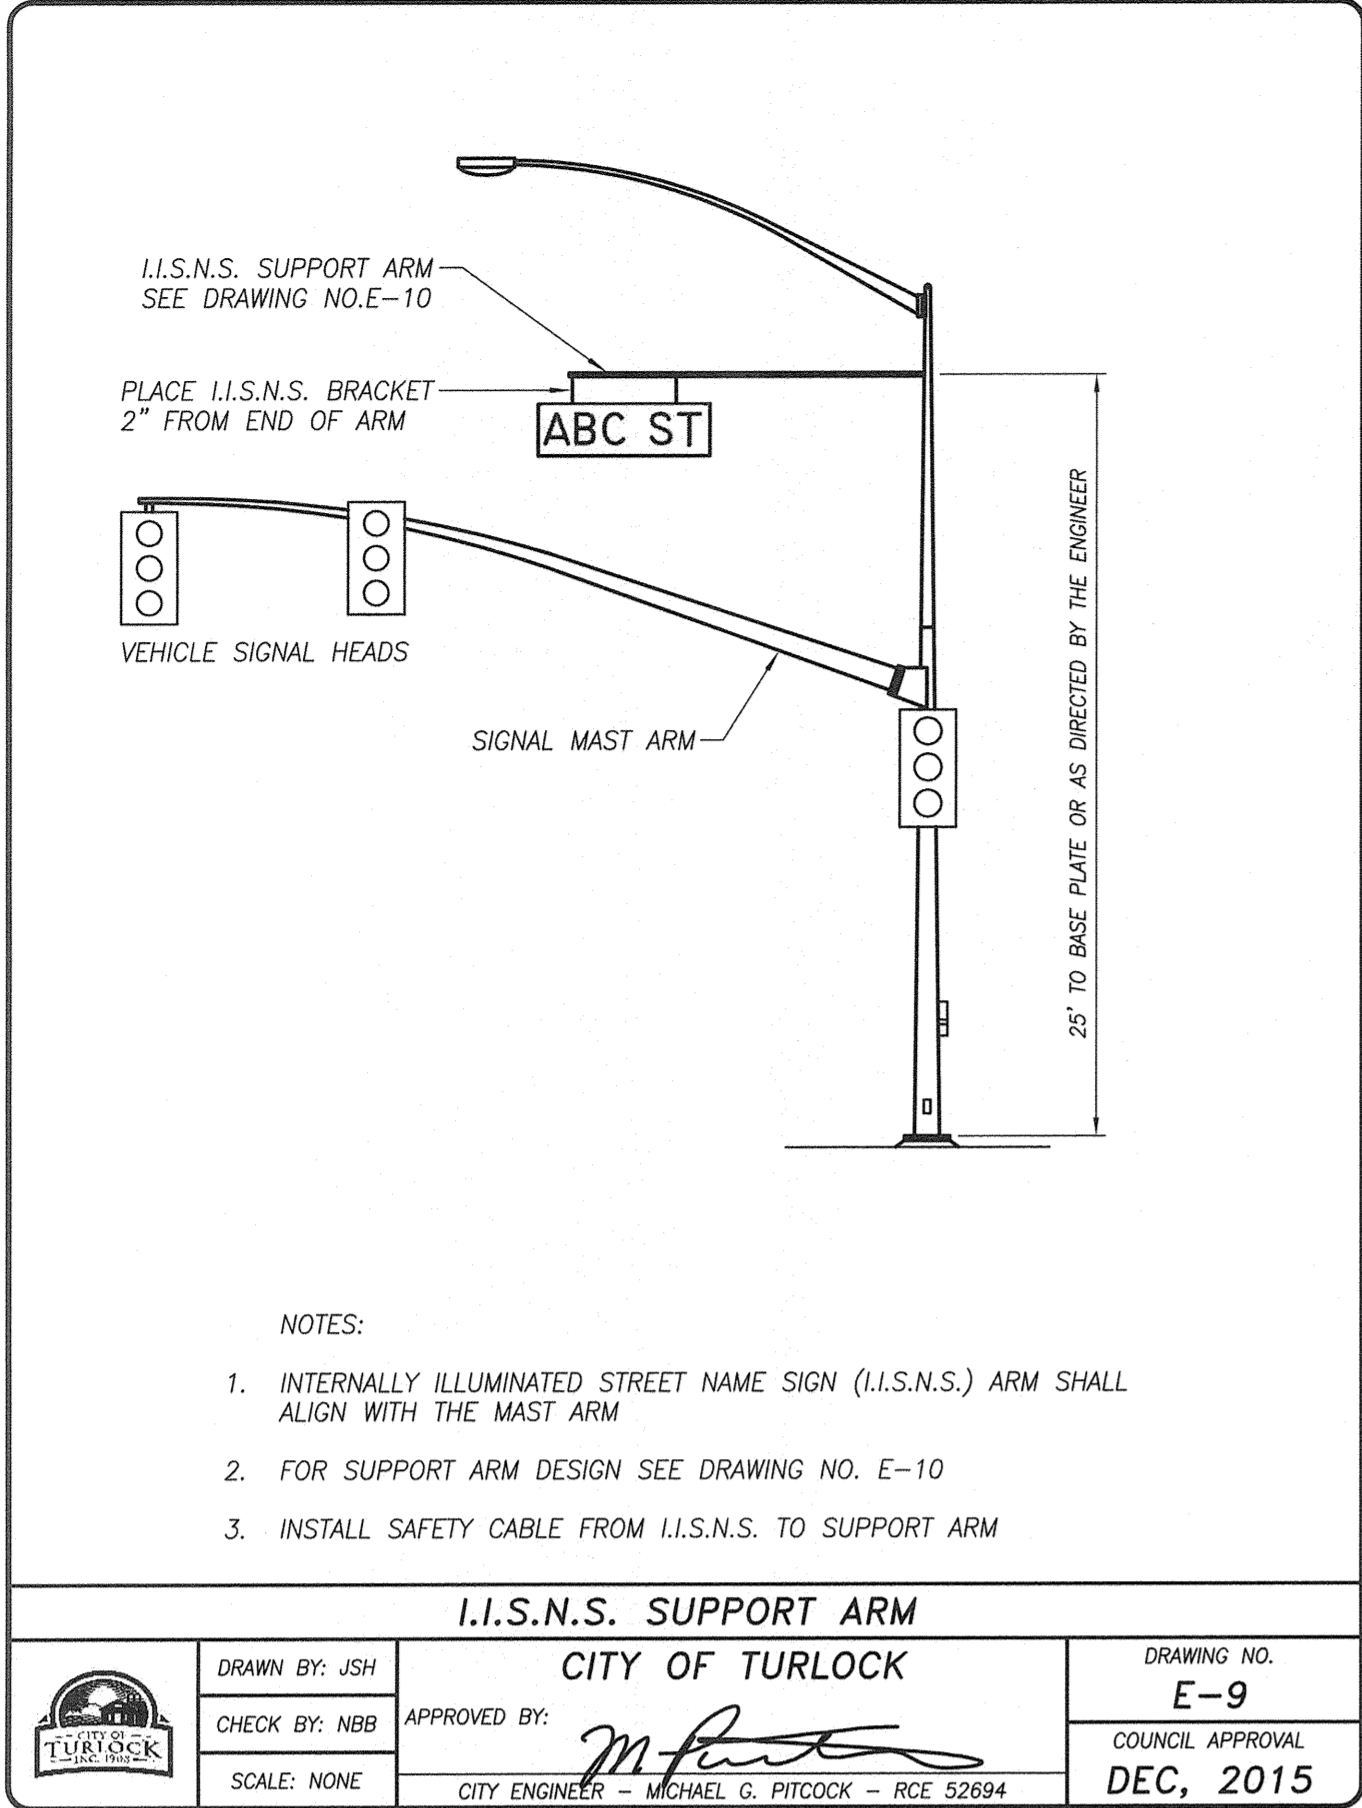 I.I.S.N.S. SUPPORT ARM
SEE DRAWING NO.E-10
PLACE I.I.S.N.S. BRACKET
2" FROM END OF ARM
ABC ST
VEHICLE SIGNAL HEADS
SIGNAL MAST ARM
25' TO BASE PLATE OR AS DIRECTED BY THE ENGINEER
NOTES:
1. INTERNALLY ILLUMINATED STREET NAME SIGN (I.I.S.N.S.) ARM SHALL
ALIGN WITH THE MAST ARM
2. FOR SUPPORT ARM DESIGN SEE DRAWING NO. E-10
3. INSTALL SAFETY CABLE FROM I.I.S.N.S. TO SUPPORT ARM
I.I.S.N.S. SUPPORT ARM
CITY OF
TURLOCK
INC. 1908
DRAWN BY: JSH
CHECK BY: NBB
SCALE: NONE
CITY OF TURLOCK
APPROVED BY:
CITY ENGINEER - MICHAEL G. PITCOCK - RCE 52694
DRAWING NO.
E-9
COUNCIL APPROVAL
DEC, 2015